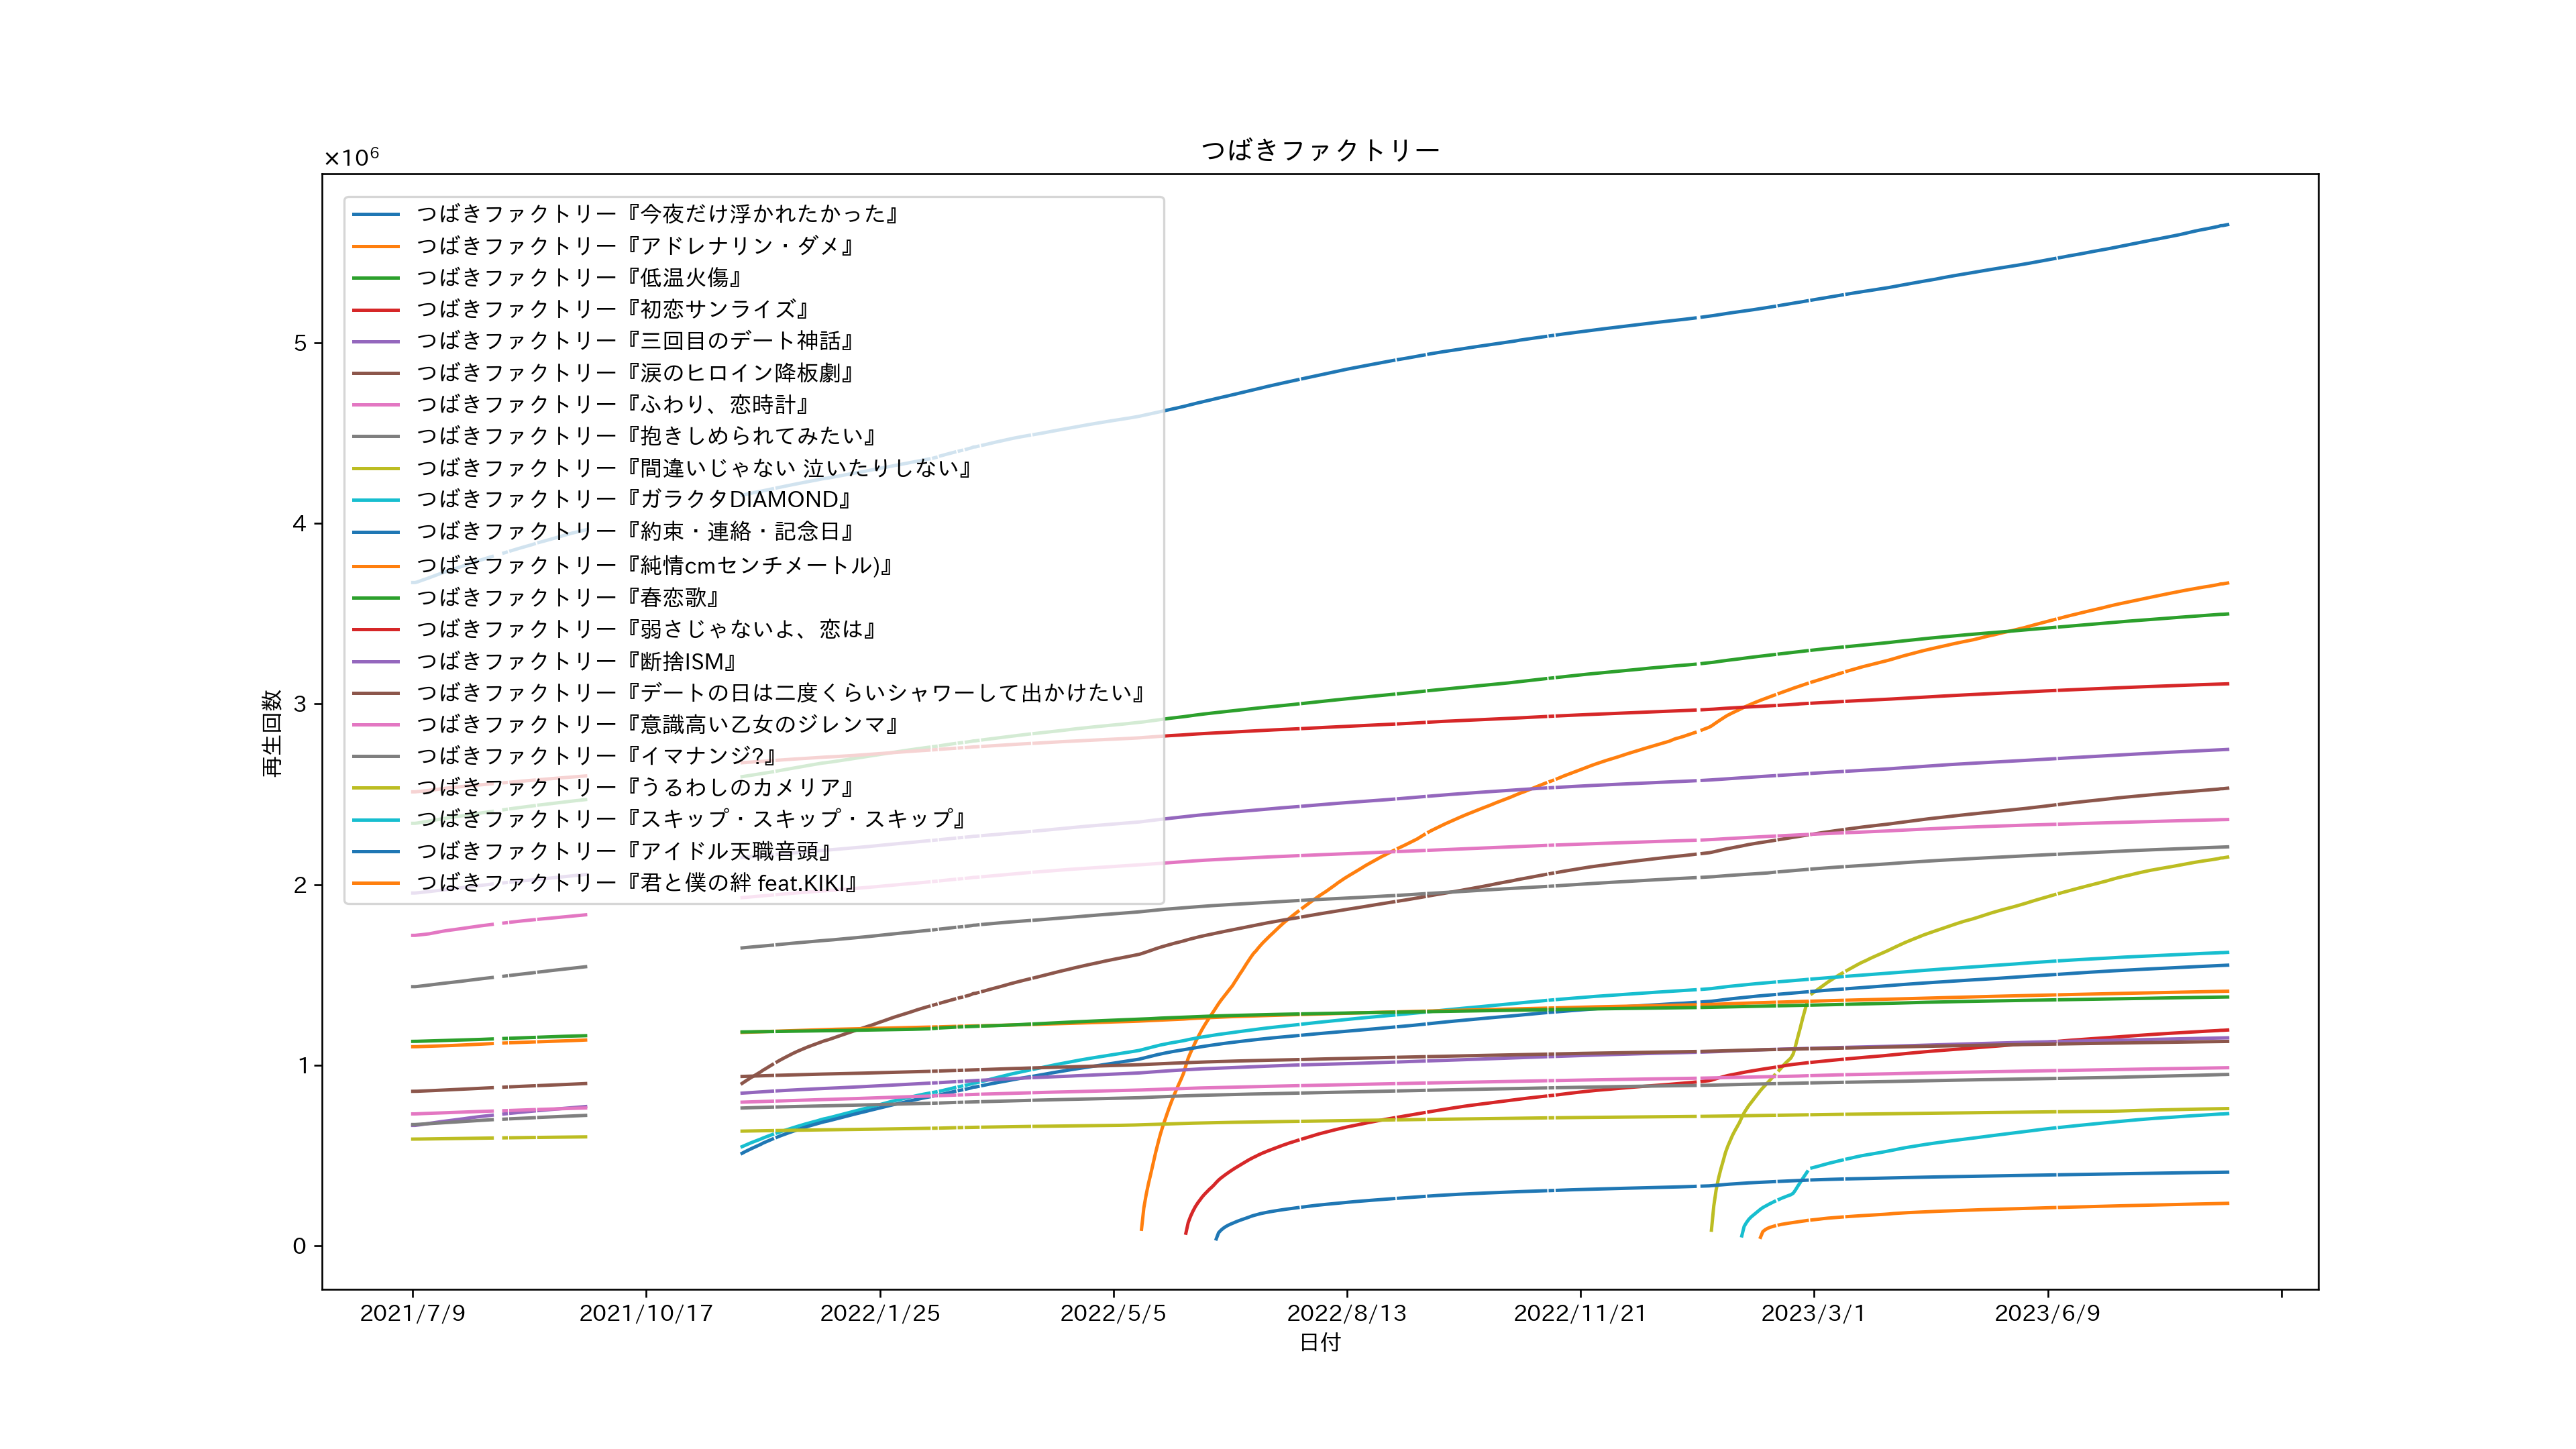 つばきファクトリー
×10⁶
つばきファクトリー『今夜だけ浮かれたかった』
つばきファクトリー『アドレナリン・ダメ』
つばきファクトリー『低温火傷』
つばきファクトリー『初恋サンライズ』
つばきファクトリー『三回目のデート神話』
つばきファクトリー『涙のヒロイン降板劇』
つばきファクトリー『ふわり、恋時計』
つばきファクトリー『抱きしめられてみたい』
つばきファクトリー『間違いじゃない 泣いたりしない』
つばきファクトリー『ガラクタDIAMOND』
つばきファクトリー『約束・連絡・記念日』
つばきファクトリー『純情cmセンチメートル)』
つばきファクトリー『春恋歌』
つばきファクトリー『弱さじゃないよ、恋は』
つばきファクトリー『断捨ISM』
つばきファクトリー『デートの日は二度くらいシャワーして出かけたい』
つばきファクトリー『意識高い乙女のジレンマ』
つばきファクトリー『イマナンジ?』
つばきファクトリー『うるわしのカメリア』
つばきファクトリー『スキップ・スキップ・スキップ』
つばきファクトリー『アイドル天職音頭』
つばきファクトリー『君と僕の絆 feat.KIKI』
再生回数
5
4
3
2
1
0
2021/7/9
2021/10/17
2022/1/25
2022/5/5
2022/8/13
2022/11/21
2023/3/1
2023/6/9
日付